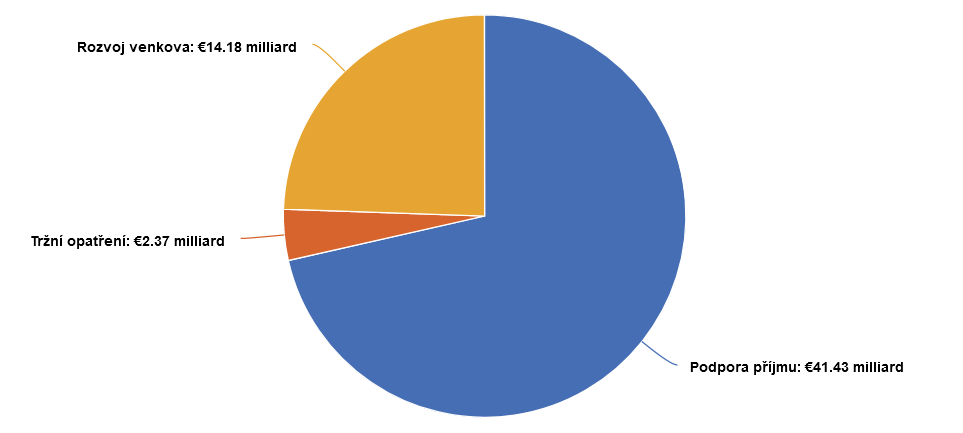 Rozvoj venkova: €14.18 milliard
Tržní opatření: €2.37 milliard
Podpora příjmu: €41.43 milliard